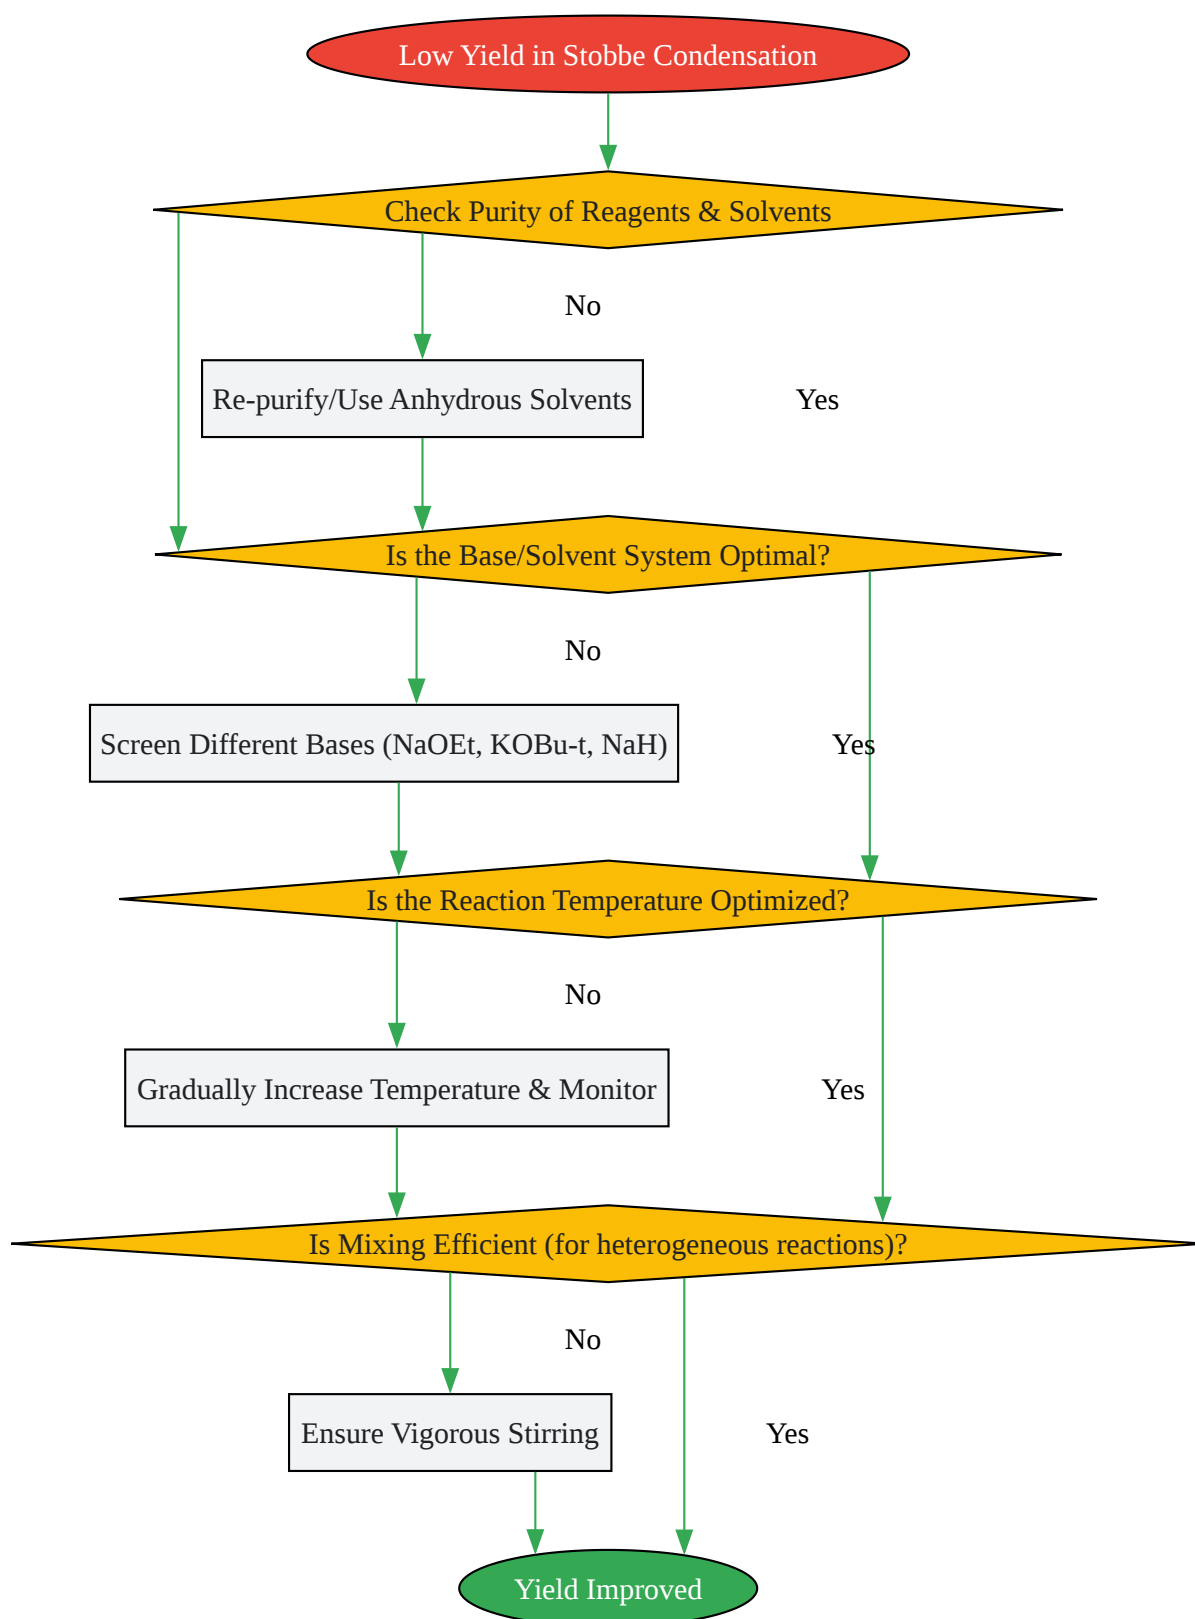 Low Yield in Stobbe Condensation
Check Purity of Reagents & Solvents
No
Re-purify/Use Anhydrous Solvents
Yes
Is the Base/Solvent System Optimal?
No
Screen Different Bases (NaOEt, KOBu-t, NaH)
Yes
Is the Reaction Temperature Optimized?
No
Gradually Increase Temperature & Monitor
Yes
Is Mixing Efficient (for heterogeneous reactions)?
No
Ensure Vigorous Stirring
Yes
Yield Improved